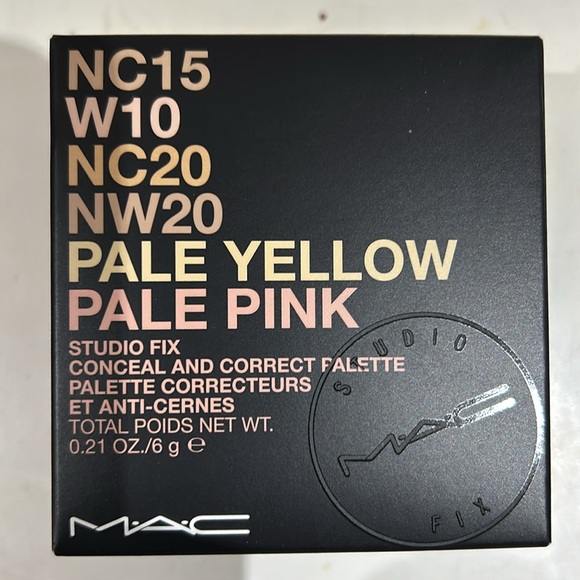 NC15
W10
NC20
NW20
PALE YELLOW
PALE PINK
STUDIO FIX
CONCEAL AND CORRECT PALETTE
PALETTE CORRECTEURS
ET ANTI-CERNES
TOTAL POIDS NET WT.
0.21 OZ./6 g ℮
STUDIO
M·A·C
FIX
M·A·C